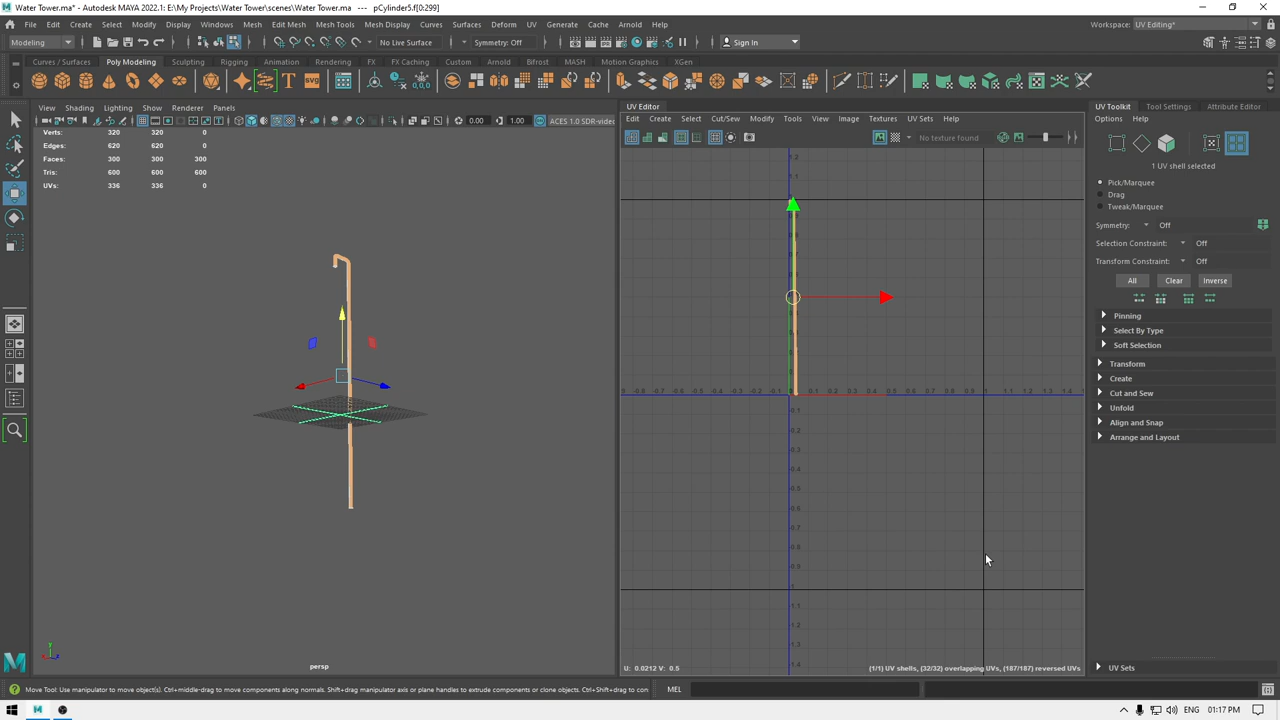 Water Tower.ma* - Autodesk MAYA 2022.1: E:\My Projects\Water Tower\scenes\Water Tower.ma --- pCylinder5.f[0:299]
File Edit Create Select Modify Display Windows Mesh Edit Mesh Mesh Tools Mesh Display Curves Surfaces Deform UV Generate Cache Arnold Help
Workspace: UV Editing*
Modeling
No Live Surface
Symmetry: Off
Sign In
Curves / Surfaces Poly Modeling Sculpting Rigging Animation Rendering FX FX Caching Custom Arnold Bifrost MASH Motion Graphics XGen
View Shading Lighting Show Renderer Panels
0.00 1.00 ACES 1.0 SDR-video
Verts: 320 320 0
Edges: 620 620 0
Faces: 300 300 300
Tris: 600 600 600
UVs: 336 336 0
persp
UV Editor
Edit Create Select Cut/Sew Modify Tools View Image Textures UV Sets Help
No texture found
U: 0.0212 V: 0.5
(1/1) UV shells, (32/32) overlapping UVs, (187/187) reversed UVs
UV Toolkit Tool Settings Attribute Editor
Options Help
1 UV shell selected
Pick/Marquee
Drag
Tweak/Marquee
Symmetry: Off
Selection Constraint: Off
Transform Constraint: Off
All Clear Inverse
Pinning
Select By Type
Soft Selection
Transform
Create
Cut and Sew
Unfold
Align and Snap
Arrange and Layout
UV Sets
Move Tool: Use manipulator to move object(s). Ctrl+middle-drag to move components along normals. Shift+drag manipulator axis or plane handles to extrude components or clone objects. Ctrl+Shift+drag to con
MEL
ENG 01:17 PM